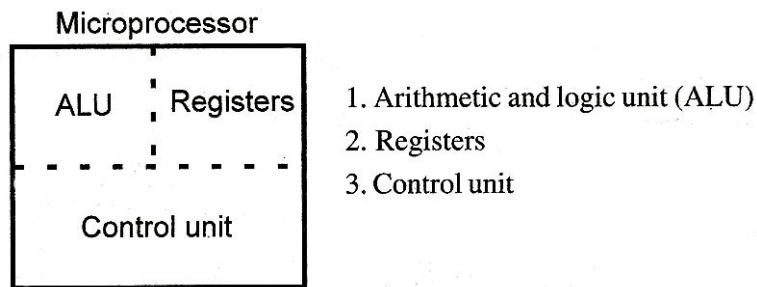 Microprocessor
ALU
Registers
Control unit
1. Arithmetic and logic unit (ALU)
2. Registers
3. Control unit